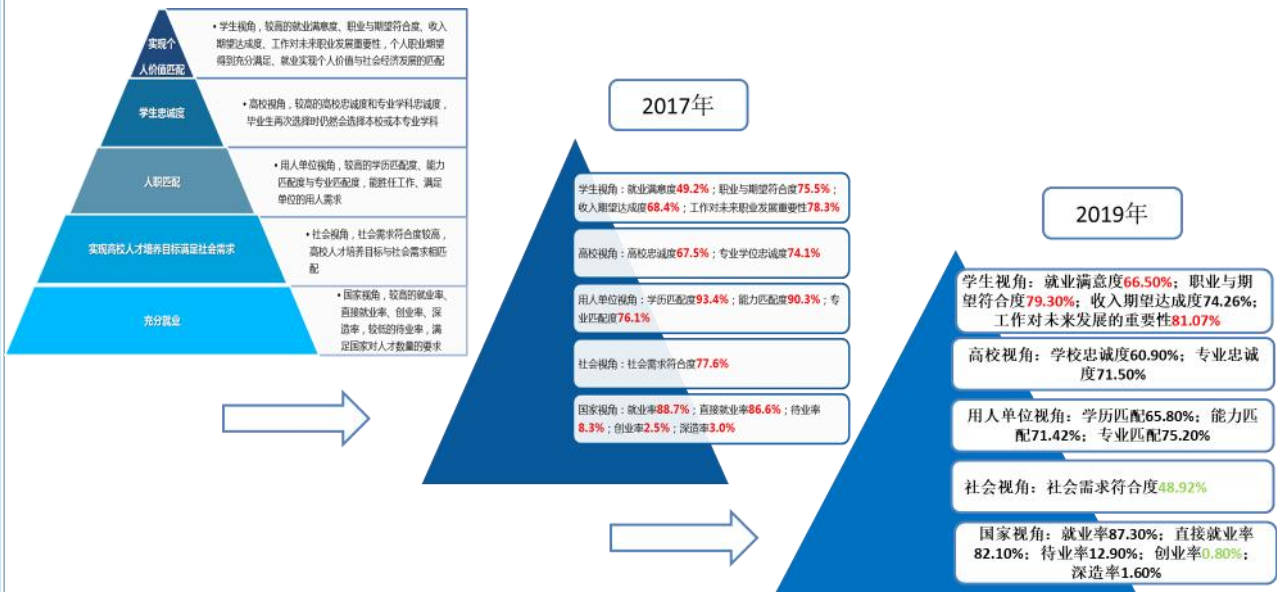 实现个
人价值匹配
• 学生视角，较高的就业满意度、职业与期望符合度、收入
期望达成度、工作对未来职业发展重要性，个人职业期望
得到充分满足、就业实现个人价值与社会经济发展的匹配
学生忠诚度
• 高校视角，较高的高校忠诚度和专业学科忠诚度，
毕业生再次选择时仍然会选择本校或本专业学科
人职匹配
• 用人单位视角，较高的学历匹配度、能力
匹配度与专业匹配度，能胜任工作、满足
单位的用人需求
实现高校人才培养目标满足社会需求
• 社会视角，社会需求符合度较高，
高校人才培养目标与社会需求相匹
配
充分就业
• 国家视角，较高的就业率、
直接就业率、创业率、深
造率，较低的待业率，满
足国家对人才数量的要求
2017年
学生视角：就业满意度49.2%；职业与期望符合度75.5%；
收入期望达成度68.4%；工作对未来职业发展重要性78.3%
高校视角：高校忠诚度67.5%；专业学位忠诚度74.1%
用人单位视角：学历匹配度93.4%；能力匹配度90.3%；专
业匹配度76.1%
社会视角：社会需求符合度77.6%
国家视角：就业率88.7%；直接就业率86.6%；待业率
8.3%；创业率2.5%；深造率3.0%
2019年
学生视角：就业满意度66.50%；职业与期
望符合度79.30%；收入期望达成度74.26%；
工作对未来发展的重要性81.07%
高校视角：学校忠诚度60.90%；专业忠诚
度71.50%
用人单位视角：学历匹配65.80%；能力匹
配71.42%；专业匹配75.20%
社会视角：社会需求符合度48.92%
国家视角：就业率87.30%；直接就业率
82.10%；待业率12.90%；创业率0.80%；
深造率1.60%